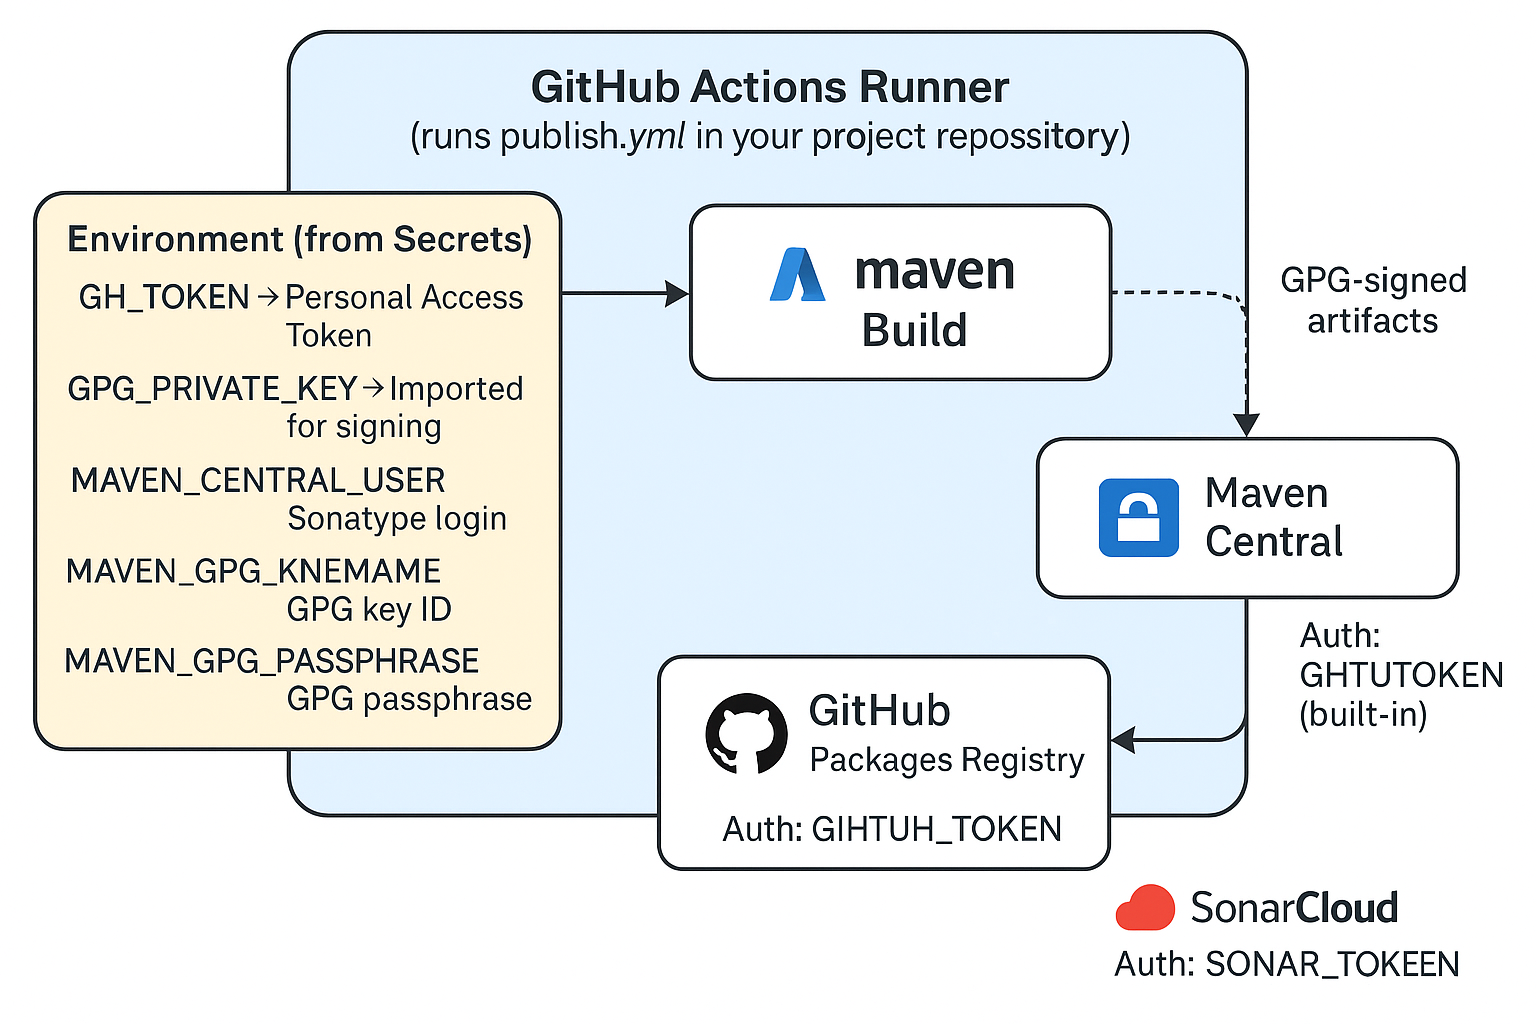 GitHub Actions Runner
(runs publish.yml in your project repossitory)
Environment (from Secrets)
GH_TOKEN → Personal Access
Token
GPG_PRIVATE_KEY → Imported
for signing
MAVEN_CENTRAL_USER
Sonatype login
MAVEN_GPG_KNEMAME
GPG key ID
MAVEN_GPG_PASSPHRASE
GPG passphrase
maven
Build
GPG-signed
artifacts
Maven
Central
Auth:
GHTUTOKEN
(built-in)
GitHub
Packages Registry
Auth: GIHTUH_TOKEN
SonarCloud
Auth: SONAR_TOKEEN